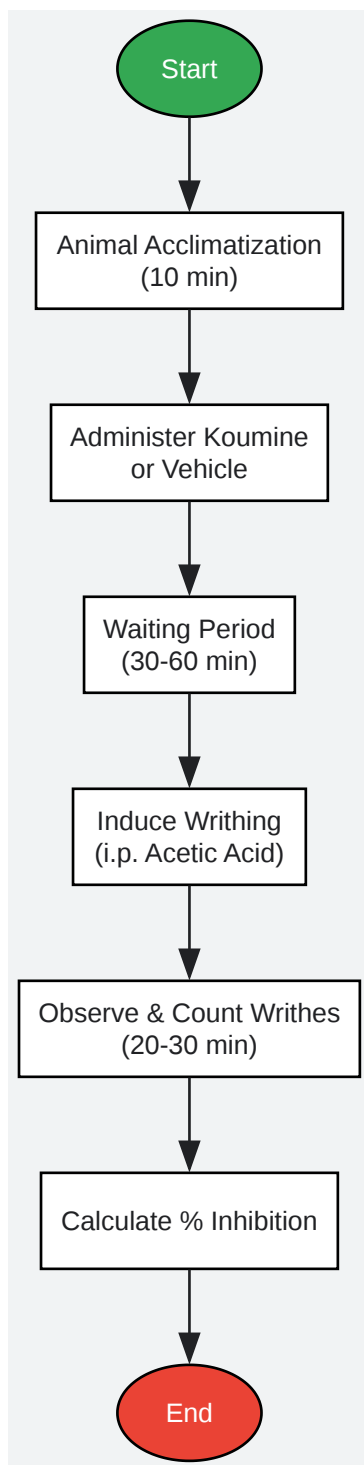 Start
Animal Acclimatization
(10 min)
Administer Koumine
or Vehicle
Waiting Period
(30-60 min)
Induce Writhing
(i.p. Acetic Acid)
Observe & Count Writhes
(20-30 min)
Calculate % Inhibition
End